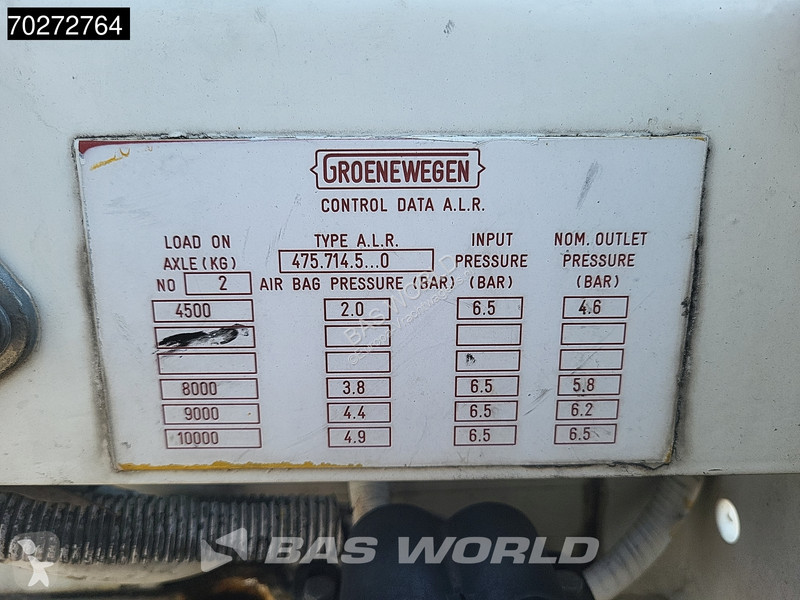 70272764
GROENEWEGEN
CONTROL DATA A.L.R.
LOAD ON AXLE (KG) NO 2
TYPE A.L.R. 475.714.5...0
AIR BAG PRESSURE (BAR)
INPUT PRESSURE (BAR)
NOM. OUTLET PRESSURE (BAR)
4500 2.0 6.5 4.6
8000 3.8 6.5 5.8
9000 4.4 6.5 6.2
10000 4.9 6.5 6.5
BAS WORLD
BAS WORLD